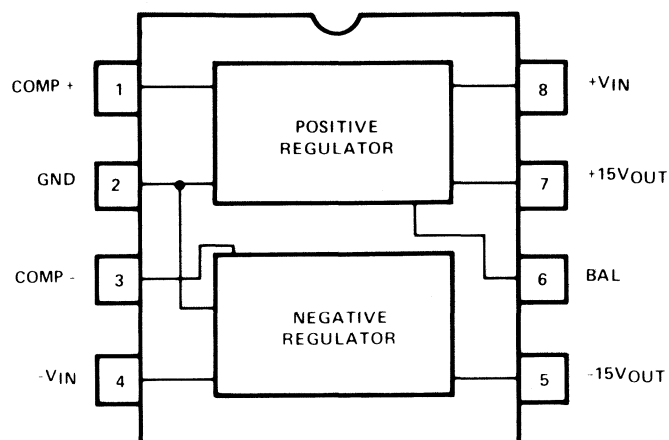 COMP +
1
GND
2
COMP -
3
-VIN
4
POSITIVE
REGULATOR
NEGATIVE
REGULATOR
8
+VIN
7
+15VOUT
6
BAL
5
-15VOUT